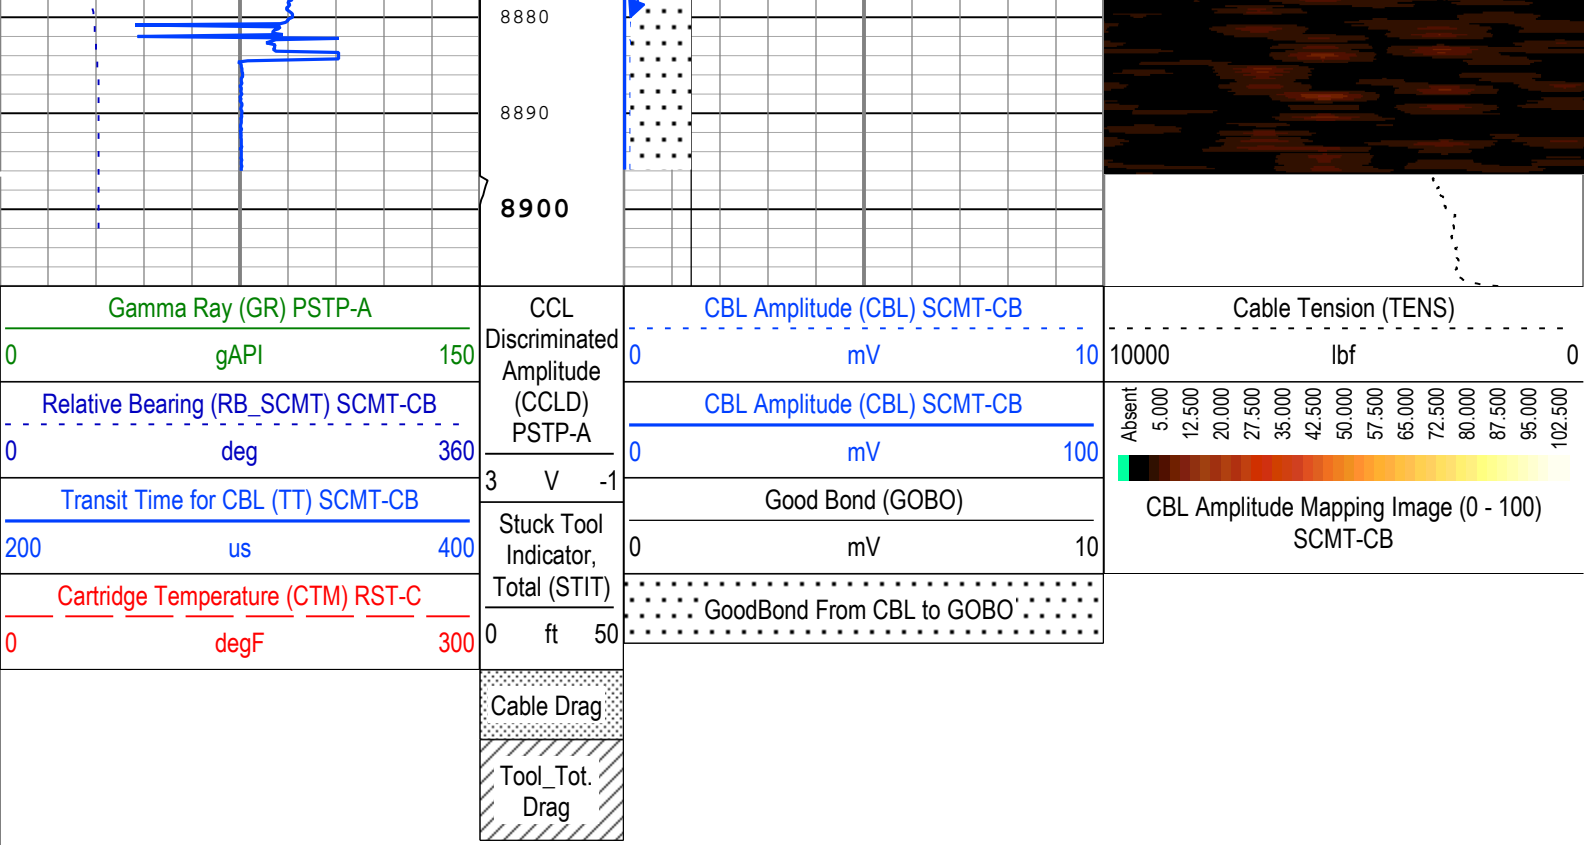 8880
8890
8900
Gamma Ray (GR) PSTP-A
0 gAPI 150
Relative Bearing (RB_SCMT) SCMT-CB
0 deg 360
Transit Time for CBL (TT) SCMT-CB
200 us 400
Cartridge Temperature (CTM) RST-C
0 degF 300
CCL
Discriminated
Amplitude
(CCLD)
PSTP-A
3 V -1
Stuck Tool
Indicator,
Total (STIT)
0 ft 50
Cable Drag
Tool_Tot.
Drag
CBL Amplitude (CBL) SCMT-CB
0 mV 10
CBL Amplitude (CBL) SCMT-CB
0 mV 100
Good Bond (GOBO)
0 mV 10
GoodBond From CBL to GOBO
Cable Tension (TENS)
10000 lbf 0
Absent
5.000
12.500
20.000
27.500
35.000
42.500
50.000
57.500
65.000
72.500
80.000
87.500
95.000
102.500
CBL Amplitude Mapping Image (0 - 100)
SCMT-CB